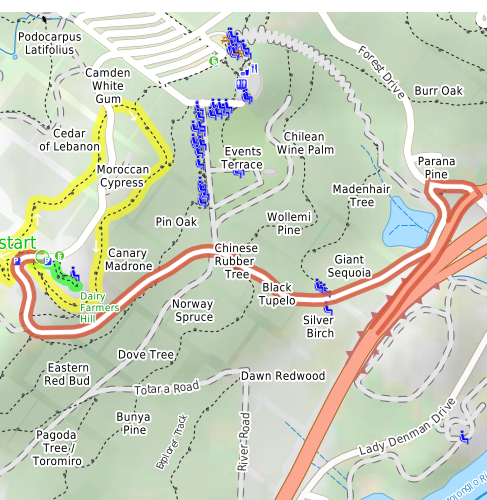 Podocarpus
Latifolius
Forest Drive
Camden
White
Gum
Burr Oak
Cedar
of Lebanon
Chilean
Wine Palm
Events
Terrace
Parana
Pine
Moroccan
Cypress
Madenhair
Tree
Pin Oak
Wollemi
Pine
start
Canary
Madrone
Chinese
Rubber
Tree
Giant
Sequoia
P
P
Dairy
Farmers
Hill
Black
Tupelo
Norway
Spruce
Silver
Birch
Dove Tree
Eastern
Red Bud
Dawn Redwood
Totara Road
Bunya
Pine
Explorer Track
River Road
Lady Denman Drive
Pagoda
Tree /
Toromiro